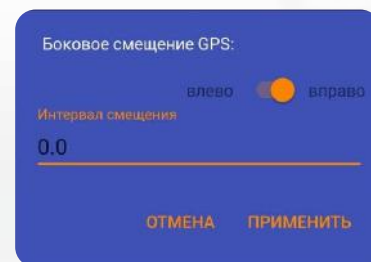 Боковое смещение GPS:
влево вправо
Интервал смещения
0.0
ОТМЕНА ПРИМЕНИТЬ